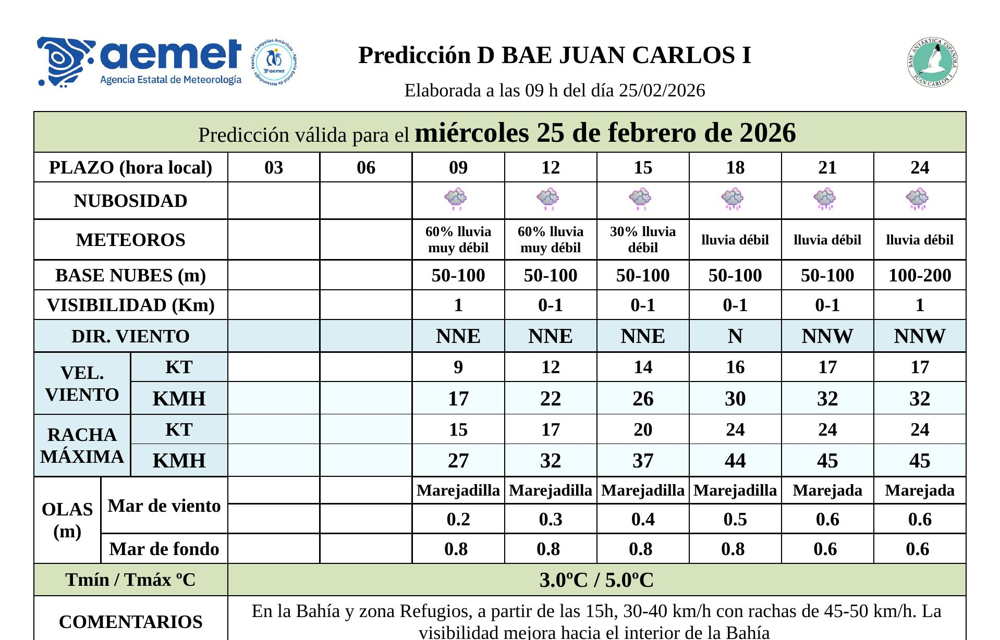 aemet
Agencia Estatal de Meteorología
Campañas Antárticas - Agencia Estatal de Meteorología - España
aemet
Predicción D BAE JUAN CARLOS I
Elaborada a las 09 h del día 25/02/2026
BASE ANTÁRTICA ESPAÑOLA
JUAN CARLOS I
Predicción válida para el miércoles 25 de febrero de 2026
PLAZO (hora local) 03 06 09 12 15 18 21 24
NUBOSIDAD
METEOROS 60% lluvia muy débil 60% lluvia muy débil 30% lluvia débil lluvia débil lluvia débil lluvia débil
BASE NUBES (m) 50-100 50-100 50-100 50-100 50-100 100-200
VISIBILIDAD (Km) 1 0-1 0-1 0-1 0-1 1
DIR. VIENTO NNE NNE NNE N NNW NNW
VEL. VIENTO
KT 9 12 14 16 17 17
KMH 17 22 26 30 32 32
RACHA MÁXIMA
KT 15 17 20 24 24 24
KMH 27 32 37 44 45 45
OLAS (m)
Mar de viento Marejadilla Marejadilla Marejadilla Marejadilla Marejada Marejada
0.2 0.3 0.4 0.5 0.6 0.6
Mar de fondo 0.8 0.8 0.8 0.8 0.6 0.6
Tmín / Tmáx ºC 3.0ºC / 5.0ºC
COMENTARIOS En la Bahía y zona Refugios, a partir de las 15h, 30-40 km/h con rachas de 45-50 km/h. La
visibilidad mejora hacia el interior de la Bahía